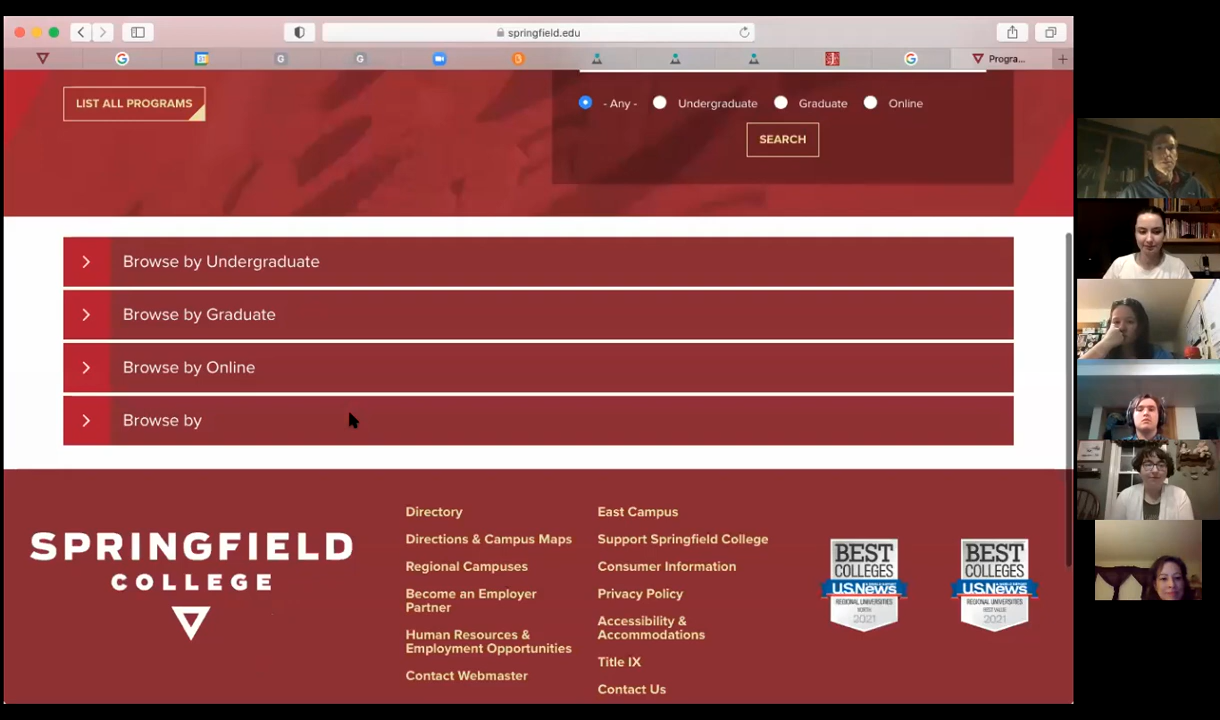 springfield.edu
Progra...
LIST ALL PROGRAMS
- Any -
Undergraduate
Graduate
Online
SEARCH
Browse by Undergraduate
Browse by Graduate
Browse by Online
Browse by
SPRINGFIELD
COLLEGE
Directory
Directions & Campus Maps
Regional Campuses
Become an Employer
Partner
Human Resources &
Employment Opportunities
Contact Webmaster
East Campus
Support Springfield College
Consumer Information
Privacy Policy
Accessibility &
Accommodations
Title IX
Contact Us
BEST
COLLEGES
U.S.News
REGIONAL UNIVERSITIES
NORTH
2021
BEST
COLLEGES
U.S.News
REGIONAL UNIVERSITIES
BEST VALUE
2021